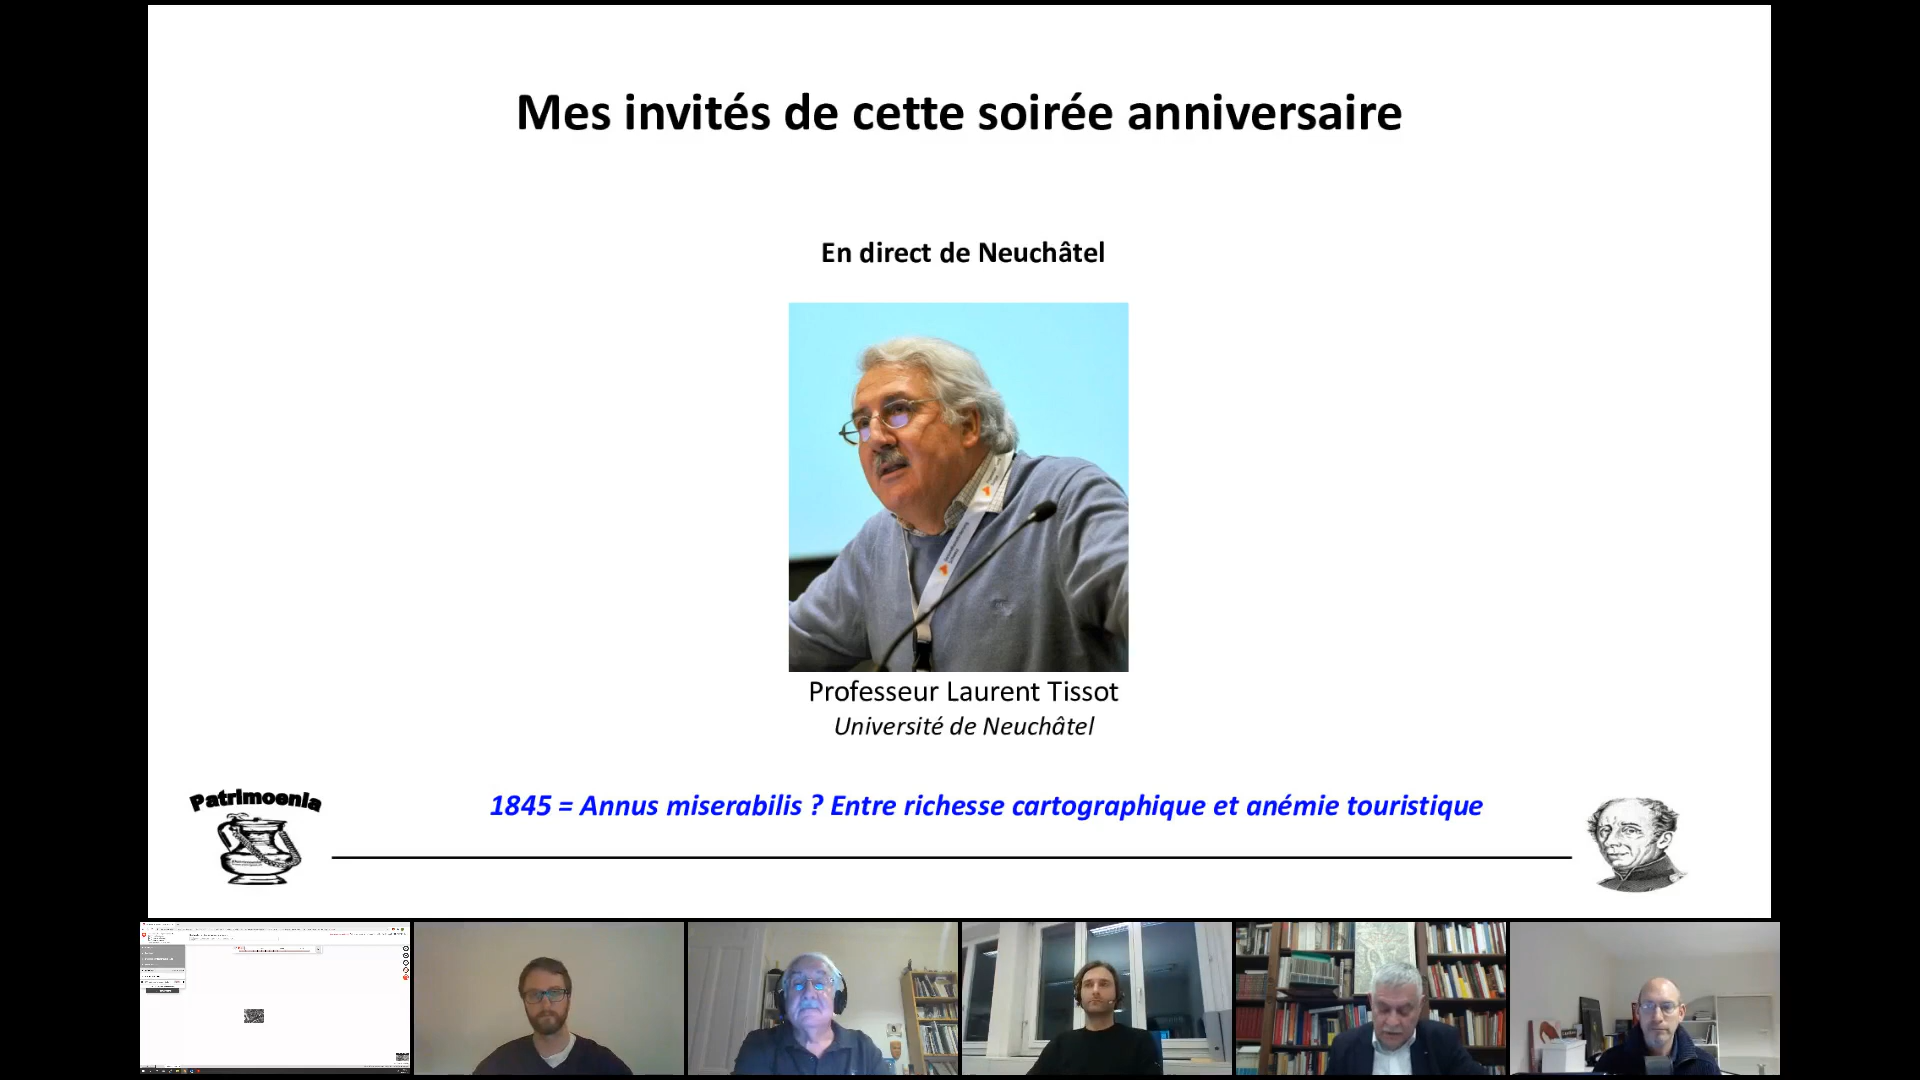 Mes invités de cette soirée anniversaire
En direct de Neuchâtel
Professeur Laurent Tissot
Université de Neuchâtel
Patrimoenia
1845 = Annus miserabilis ? Entre richesse cartographique et anémie touristique